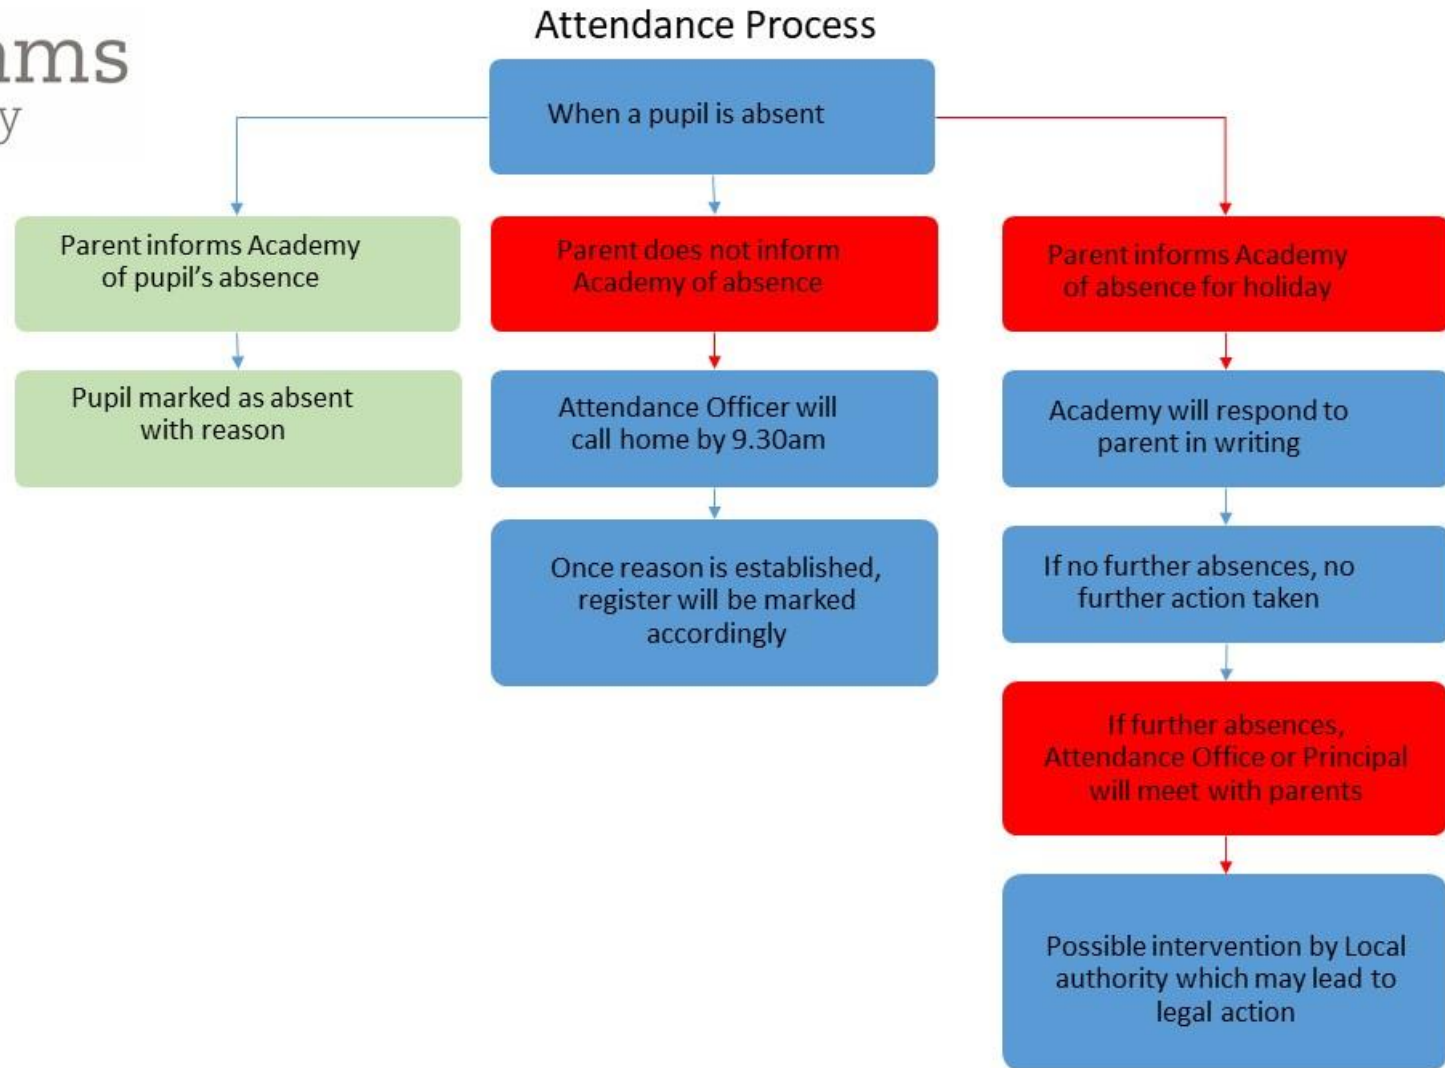 Attendance Process
When a pupil is absent
Parent informs Academy
of pupil's absence
Parent does not inform
Academy of absence
Parent informs Academy
of absence for holiday
Pupil marked as absent
with reason
Attendance Officer will
call home by 9.30am
Academy will respond to
parent in writing
Once reason is established,
register will be marked
accordingly
If no further absences, no
further action taken
If further absences,
Attendance Office or Principal
will meet with parents
Possible intervention by Local
authority which may lead to
legal action